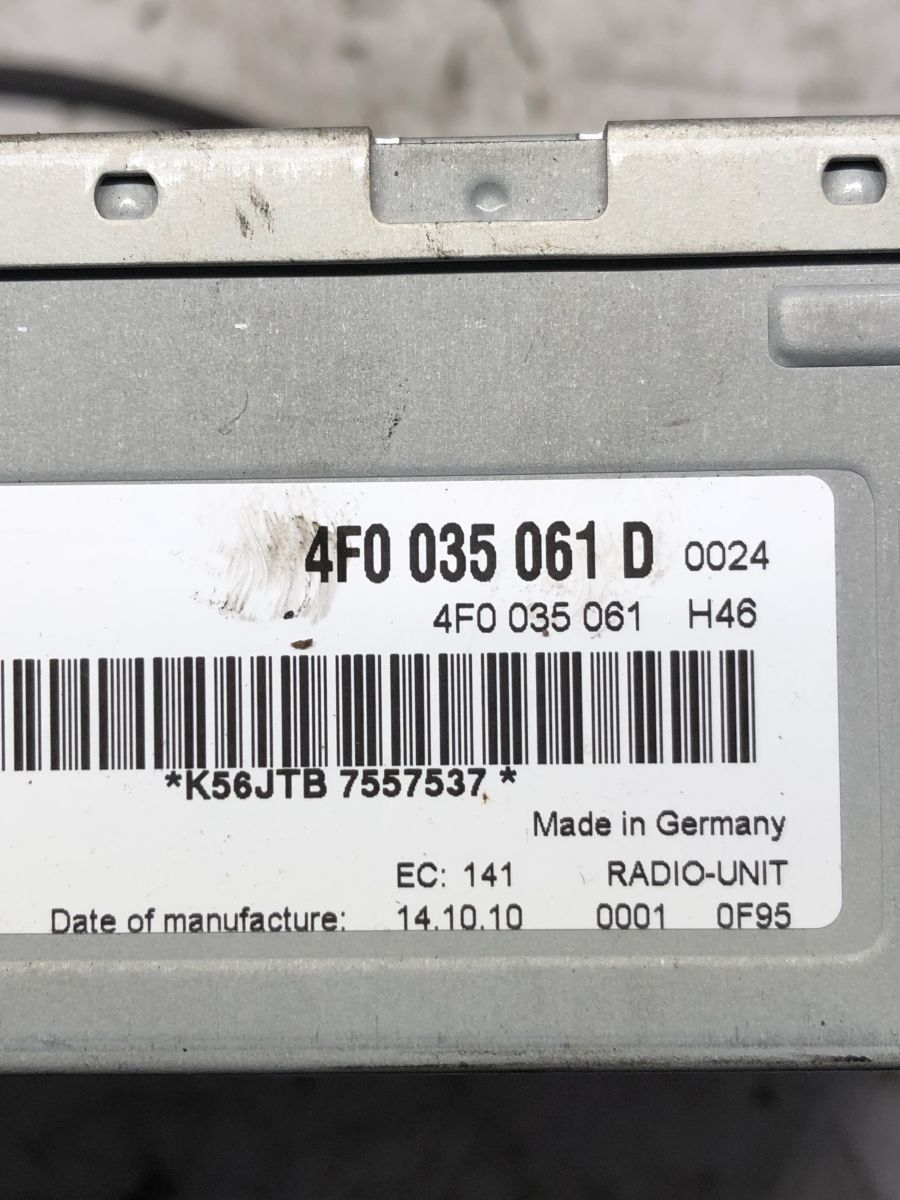 4F0 035 061 D 0024
4F0 035 061 H46
*K56JTB 7557537 *
Made in Germany
EC: 141 RADIO-UNIT
Date of manufacture: 14.10.10 0001 0F95